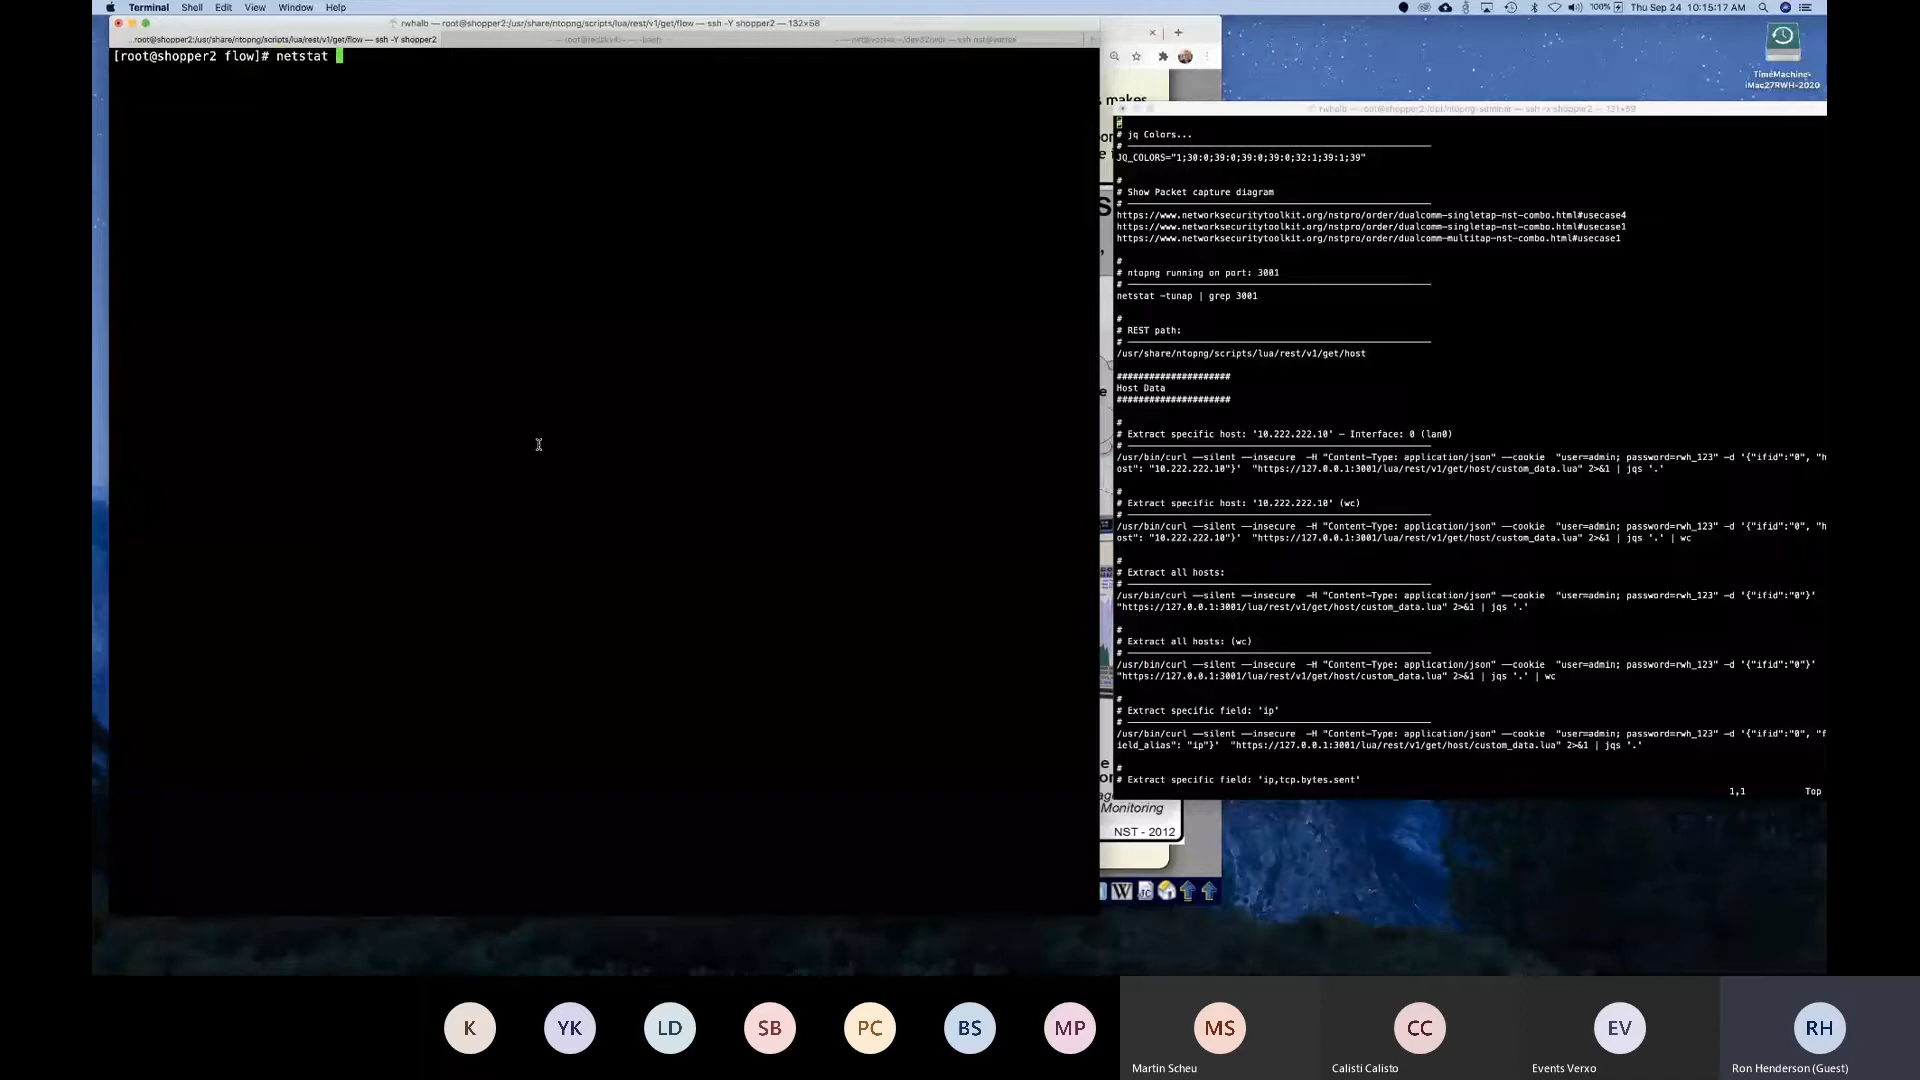 Terminal Shell Edit View Window Help
100% Thu Sep 24 10:15:17 AM
rwhalb — root@shopper2:/usr/share/ntopng/scripts/lua/rest/v1/get/flow — ssh -Y shopper2 — 132×58
...root@shopper2:/usr/share/ntopng/scripts/lua/rest/v1/get/flow — ssh -Y shopper2
[root@shopper2 flow]# netstat
TimeMachine-
iMac27RWH-2020
makes
rwhalb — root@shopper2:/opt/ntopng-seminar — ssh -x shopper2 — 131×59
#
# jq Colors...
#
JQ_COLORS="1;30:0;39:0;39:0;39:0;32:1;39:1;39"
#
# Show Packet capture diagram
#
https://www.networksecuritytoolkit.org/nstpro/order/dualcomm-singletap-nst-combo.html#usecase4
https://www.networksecuritytoolkit.org/nstpro/order/dualcomm-singletap-nst-combo.html#usecase1
https://www.networksecuritytoolkit.org/nstpro/order/dualcomm-multitap-nst-combo.html#usecase1
#
# ntopng running on port: 3001
#
netstat -tunap | grep 3001
#
# REST path:
#
/usr/share/ntopng/scripts/lua/rest/v1/get/host
#####################
Host Data
#####################
#
# Extract specific host: '10.222.222.10' - Interface: 0 (lan0)
#
/usr/bin/curl --silent --insecure -H "Content-Type: application/json" --cookie "user=admin; password=rwh_123" -d '{"ifid":"0", "h
ost": "10.222.222.10"}' "https://127.0.0.1:3001/lua/rest/v1/get/host/custom_data.lua" 2>&1 | jqs '.'
#
# Extract specific host: '10.222.222.10' (wc)
#
/usr/bin/curl --silent --insecure -H "Content-Type: application/json" --cookie "user=admin; password=rwh_123" -d '{"ifid":"0", "h
ost": "10.222.222.10"}' "https://127.0.0.1:3001/lua/rest/v1/get/host/custom_data.lua" 2>&1 | jqs '.' | wc
#
# Extract all hosts:
#
/usr/bin/curl --silent --insecure -H "Content-Type: application/json" --cookie "user=admin; password=rwh_123" -d '{"ifid":"0"}'
"https://127.0.0.1:3001/lua/rest/v1/get/host/custom_data.lua" 2>&1 | jqs '.'
#
# Extract all hosts: (wc)
#
/usr/bin/curl --silent --insecure -H "Content-Type: application/json" --cookie "user=admin; password=rwh_123" -d '{"ifid":"0"}'
"https://127.0.0.1:3001/lua/rest/v1/get/host/custom_data.lua" 2>&1 | jqs '.' | wc
#
# Extract specific field: 'ip'
#
/usr/bin/curl --silent --insecure -H "Content-Type: application/json" --cookie "user=admin; password=rwh_123" -d '{"ifid":"0", "f
ield_alias": "ip"}' "https://127.0.0.1:3001/lua/rest/v1/get/host/custom_data.lua" 2>&1 | jqs '.'
#
# Extract specific field: 'ip,tcp.bytes.sent'
1,1 Top
Monitoring
NST - 2012
K YK LD SB PC BS MP MS CC EV RH
Martin Scheu Calisti Calisto Events Verxo Ron Henderson (Guest)